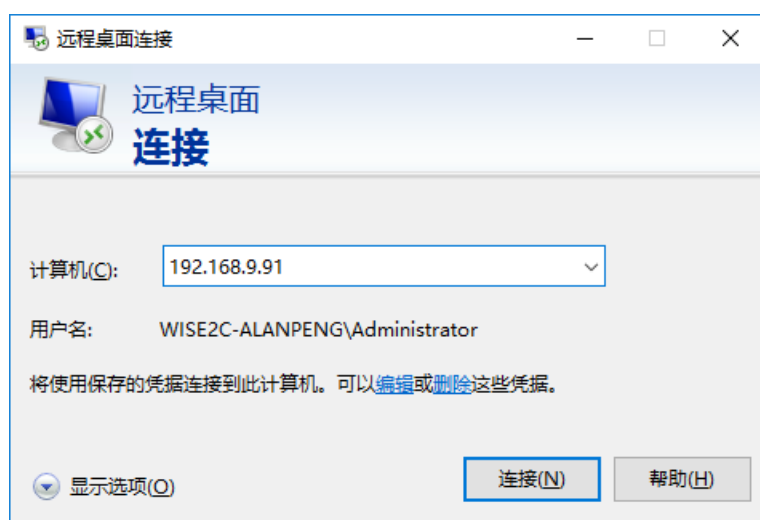 远程桌面连接
远程桌面
连接
计算机(C): 192.168.9.91
用户名: WISE2C-ALANPENG\Administrator
将使用保存的凭据连接到此计算机。可以编辑或删除这些凭据。
显示选项(O) 连接(N) 帮助(H)